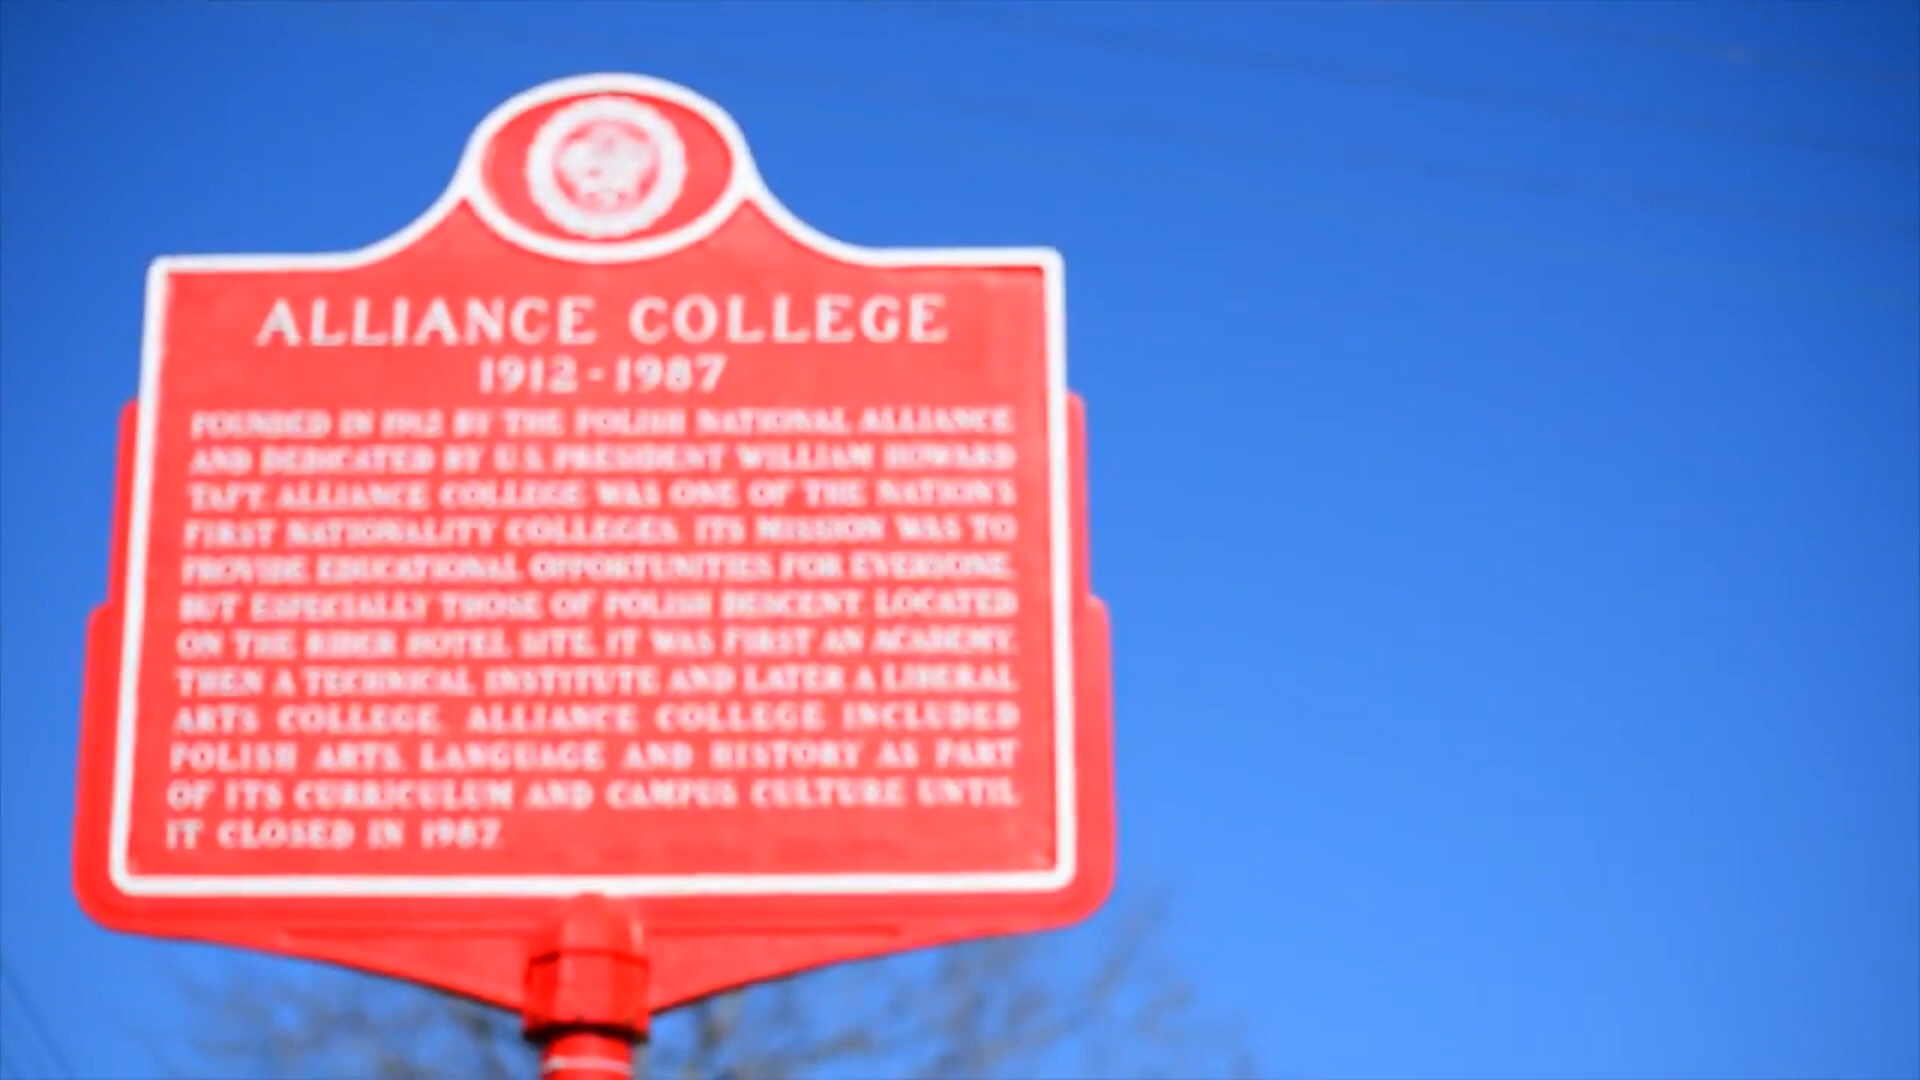 ALLIANCE COLLEGE
1912-1987
FOUNDED IN 1912 BY THE POLISH NATIONAL ALLIANCE
AND DEDICATED BY U.S. PRESIDENT WILLIAM HOWARD
TAFT, ALLIANCE COLLEGE WAS ONE OF THE NATION'S
FIRST NATIONALITY COLLEGES. ITS MISSION WAS TO
PROVIDE EDUCATIONAL OPPORTUNITIES FOR EVERYONE,
BUT ESPECIALLY THOSE OF POLISH DESCENT. LOCATED
ON THE RIDER HOTEL SITE, IT WAS FIRST AN ACADEMY,
THEN A TECHNICAL INSTITUTE AND LATER A LIBERAL
ARTS COLLEGE. ALLIANCE COLLEGE INCLUDED
POLISH ARTS, LANGUAGE AND HISTORY AS PART
OF ITS CURRICULUM AND CAMPUS CULTURE UNTIL
IT CLOSED IN 1987.